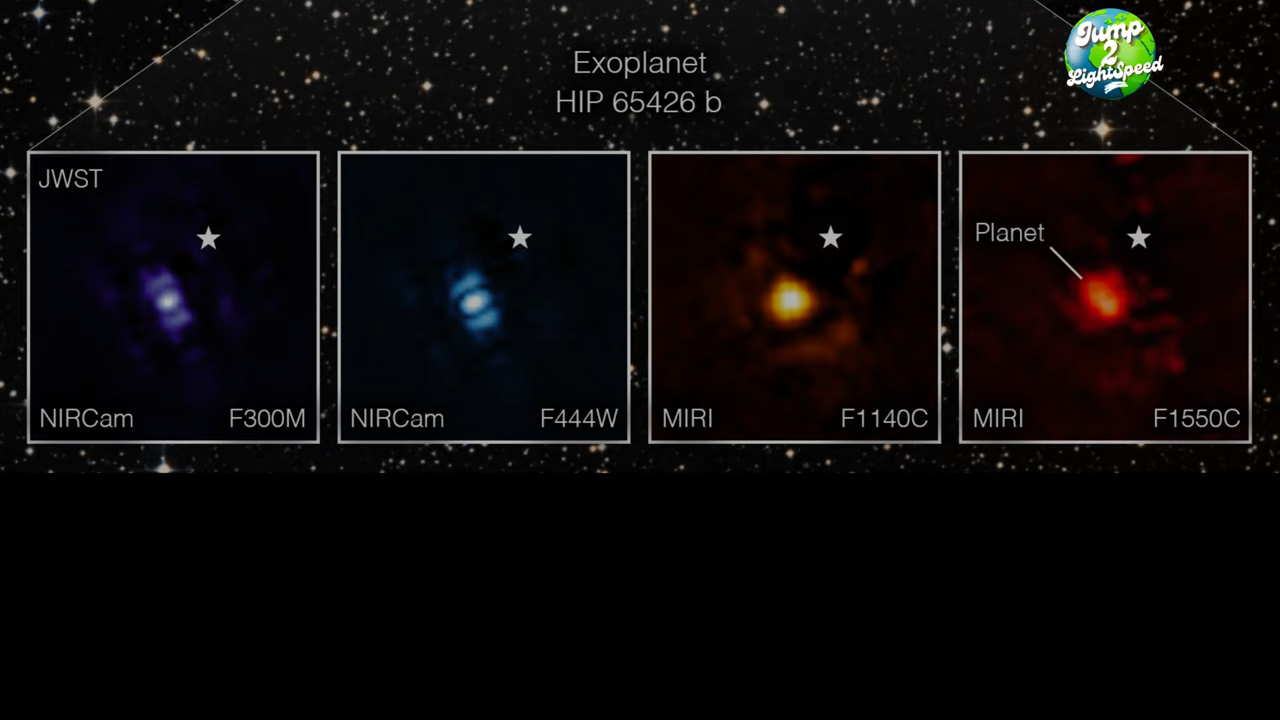 Exoplanet
HIP 65426 b
Jump
2
LightSpeed
JWST
NIRCam F300M
NIRCam F444W
MIRI F1140C
Planet
MIRI F1550C